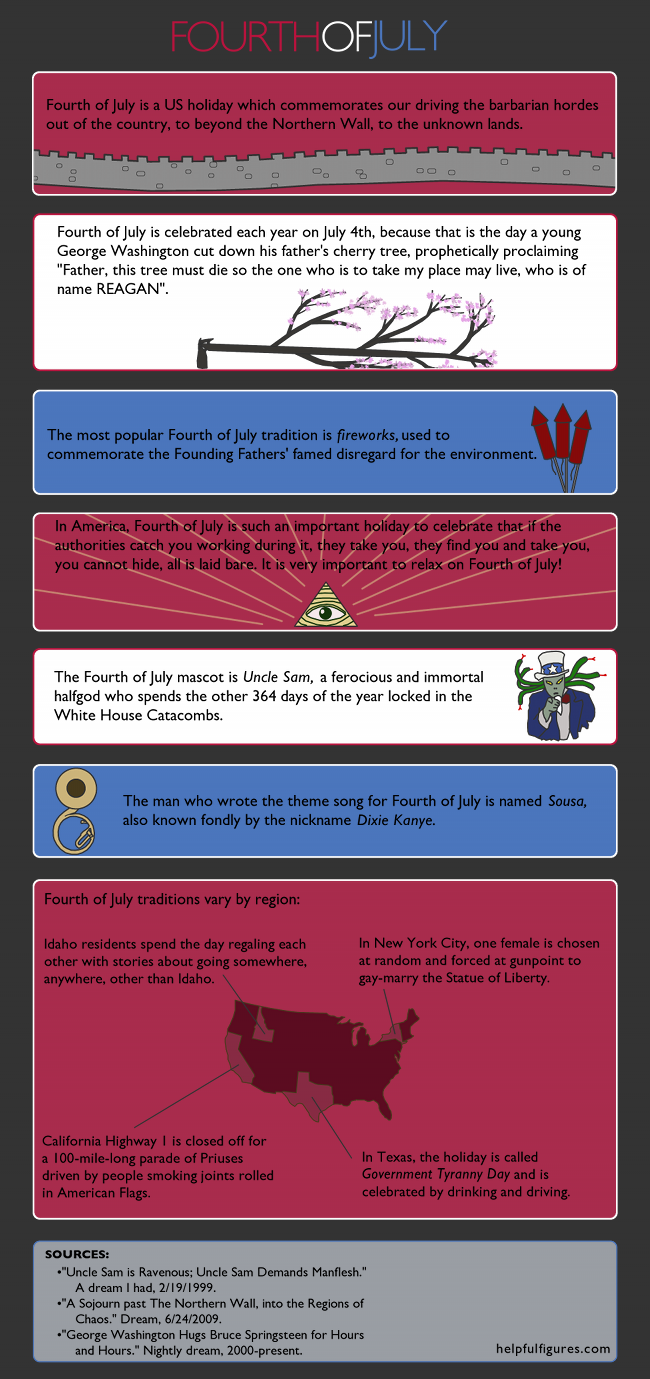 FOURTHOFJULY
Fourth of July is a US holiday which commemorates our driving the barbarian hordes
out of the country, to beyond the Northern Wall, to the unknown lands.
Fourth of July is celebrated each year on July 4th, because that is the day a young
George Washington cut down his father's cherry tree, prophetically proclaiming
"Father, this tree must die so the one who is to take my place may live, who is of
name REAGAN".
The most popular Fourth of July tradition is fireworks, used to
commemorate the Founding Fathers' famed disregard for the environment.
In America, Fourth of July is such an important holiday to celebrate that if the
authorities catch you working during it, they take you, they find you and take you,
you cannot hide, all is laid bare. It is very important to relax on Fourth of July!
The Fourth of July mascot is Uncle Sam, a ferocious and immortal
halfgod who spends the other 364 days of the year locked in the
White House Catacombs.
The man who wrote the theme song for Fourth of July is named Sousa,
also known fondly by the nickname Dixie Kanye.
Fourth of July traditions vary by region:
Idaho residents spend the day regaling each
other with stories about going somewhere,
anywhere, other than Idaho.
In New York City, one female is chosen
at random and forced at gunpoint to
gay-marry the Statue of Liberty.
California Highway 1 is closed off for
a 100-mile-long parade of Priuses
driven by people smoking joints rolled
in American Flags.
In Texas, the holiday is called
Government Tyranny Day and is
celebrated by drinking and driving.
SOURCES:
•"Uncle Sam is Ravenous; Uncle Sam Demands Manflesh."
A dream I had, 2/19/1999.
•"A Sojourn past The Northern Wall, into the Regions of
Chaos." Dream, 6/24/2009.
•"George Washington Hugs Bruce Springsteen for Hours
and Hours." Nightly dream, 2000-present.
helpfulfigures.com